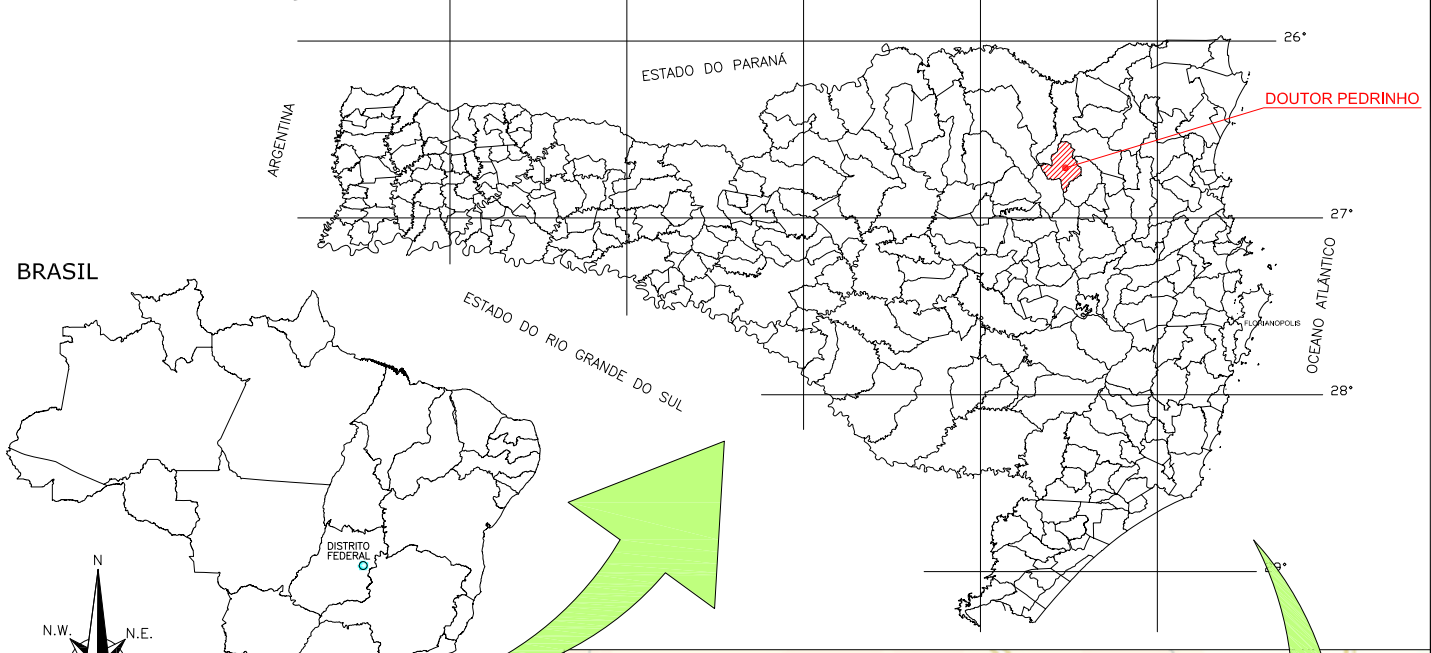 26°
ESTADO DO PARANÁ
DOUTOR PEDRINHO
ARGENTINA
27°
BRASIL
OCEANO ATLÂNTICO
ESTADO DO RIO GRANDE DO SUL
FLORIANOPOLIS
28°
DISTRITO
FEDERAL
N
29°
N.W.
N.E.